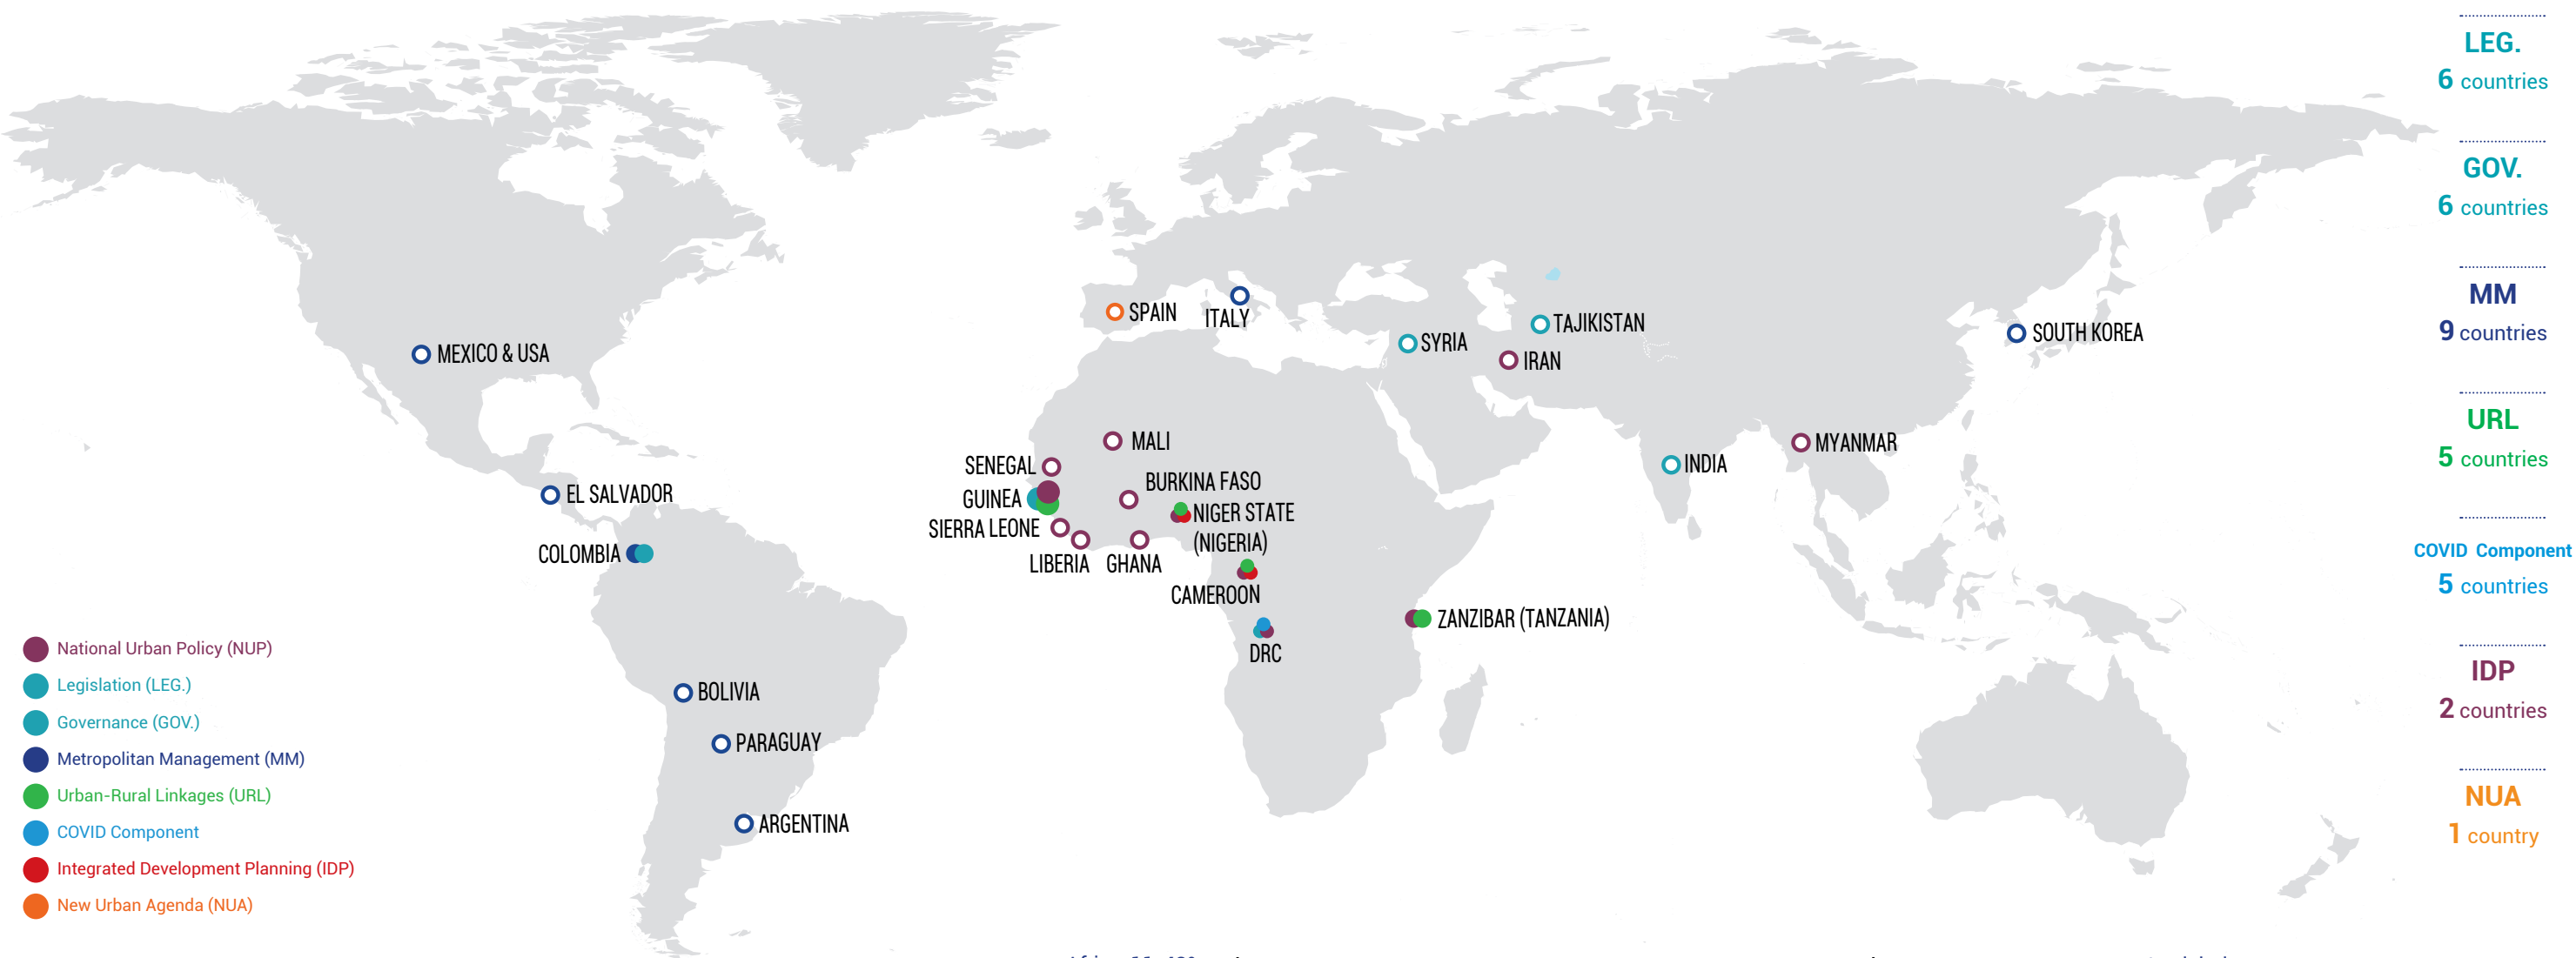 MEXICO & USA
EL SALVADOR
COLOMBIA
BOLIVIA
PARAGUAY
ARGENTINA
SPAIN
ITALY
SYRIA
TAJIKISTAN
IRAN
SOUTH KOREA
MALI
SENEGAL
BURKINA FASO
GUINEA
NIGER STATE
(NIGERIA)
SIERRA LEONE
LIBERIA
GHANA
CAMEROON
ZANZIBAR (TANZANIA)
DRC
INDIA
MYANMAR
National Urban Policy (NUP)
Legislation (LEG.)
Governance (GOV.)
Metropolitan Management (MM)
Urban-Rural Linkages (URL)
COVID Component
Integrated Development Planning (IDP)
New Urban Agenda (NUA)
LEG.
6 countries
GOV.
6 countries
MM
9 countries
URL
5 countries
COVID Component
5 countries
IDP
2 countries
NUA
1 country